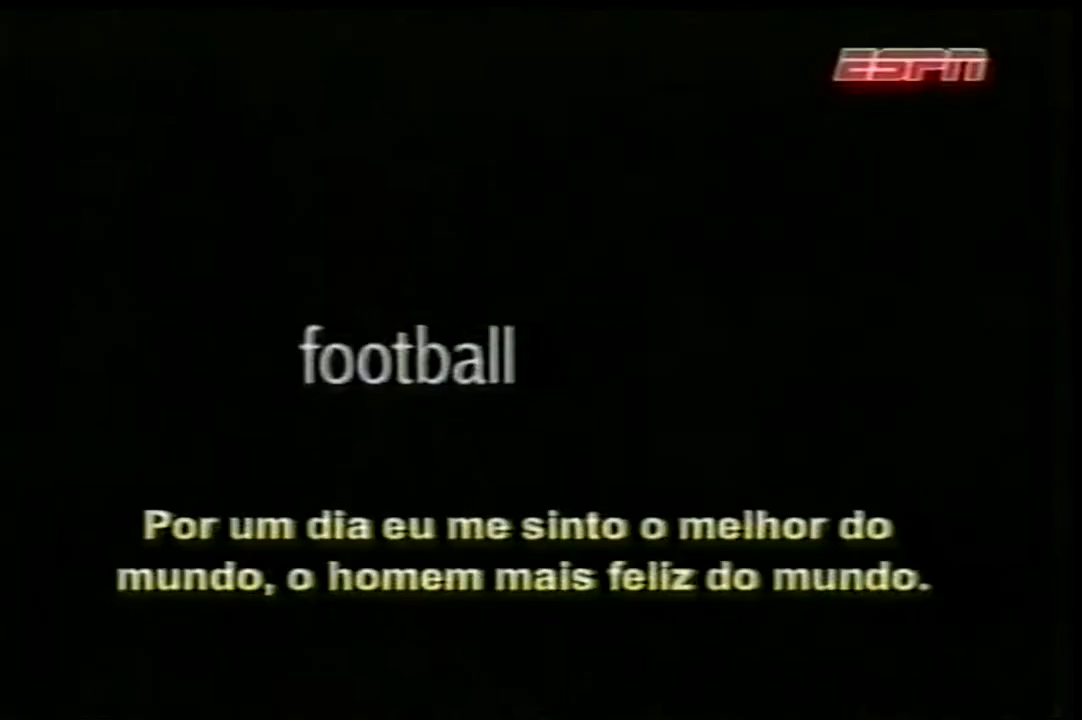 ESPN
football
Por um dia eu me sinto o melhor do
mundo, o homem mais feliz do mundo.